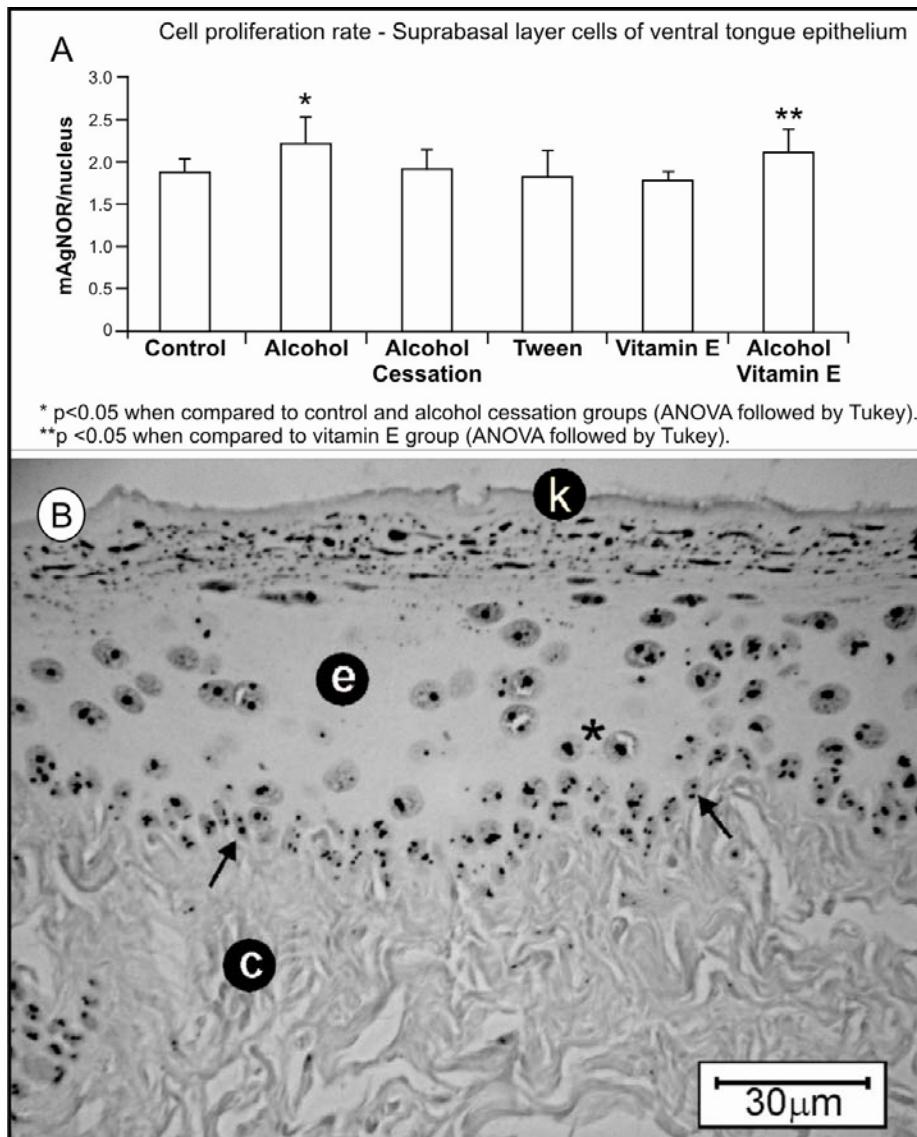 A
Cell proliferation rate - Suprabasal layer cells of ventral tongue epithelium
mAgNOR/nucleus
3.0
2.5
2.0
1.5
1.0
0.5
0
*
**
Control
Alcohol
Alcohol
Cessation
Tween
Vitamin E
Alcohol
Vitamin E
* p<0.05 when compared to control and alcohol cessation groups (ANOVA followed by Tukey).
**p <0.05 when compared to vitamin E group (ANOVA followed by Tukey).
B
k
e
*
c
30µm